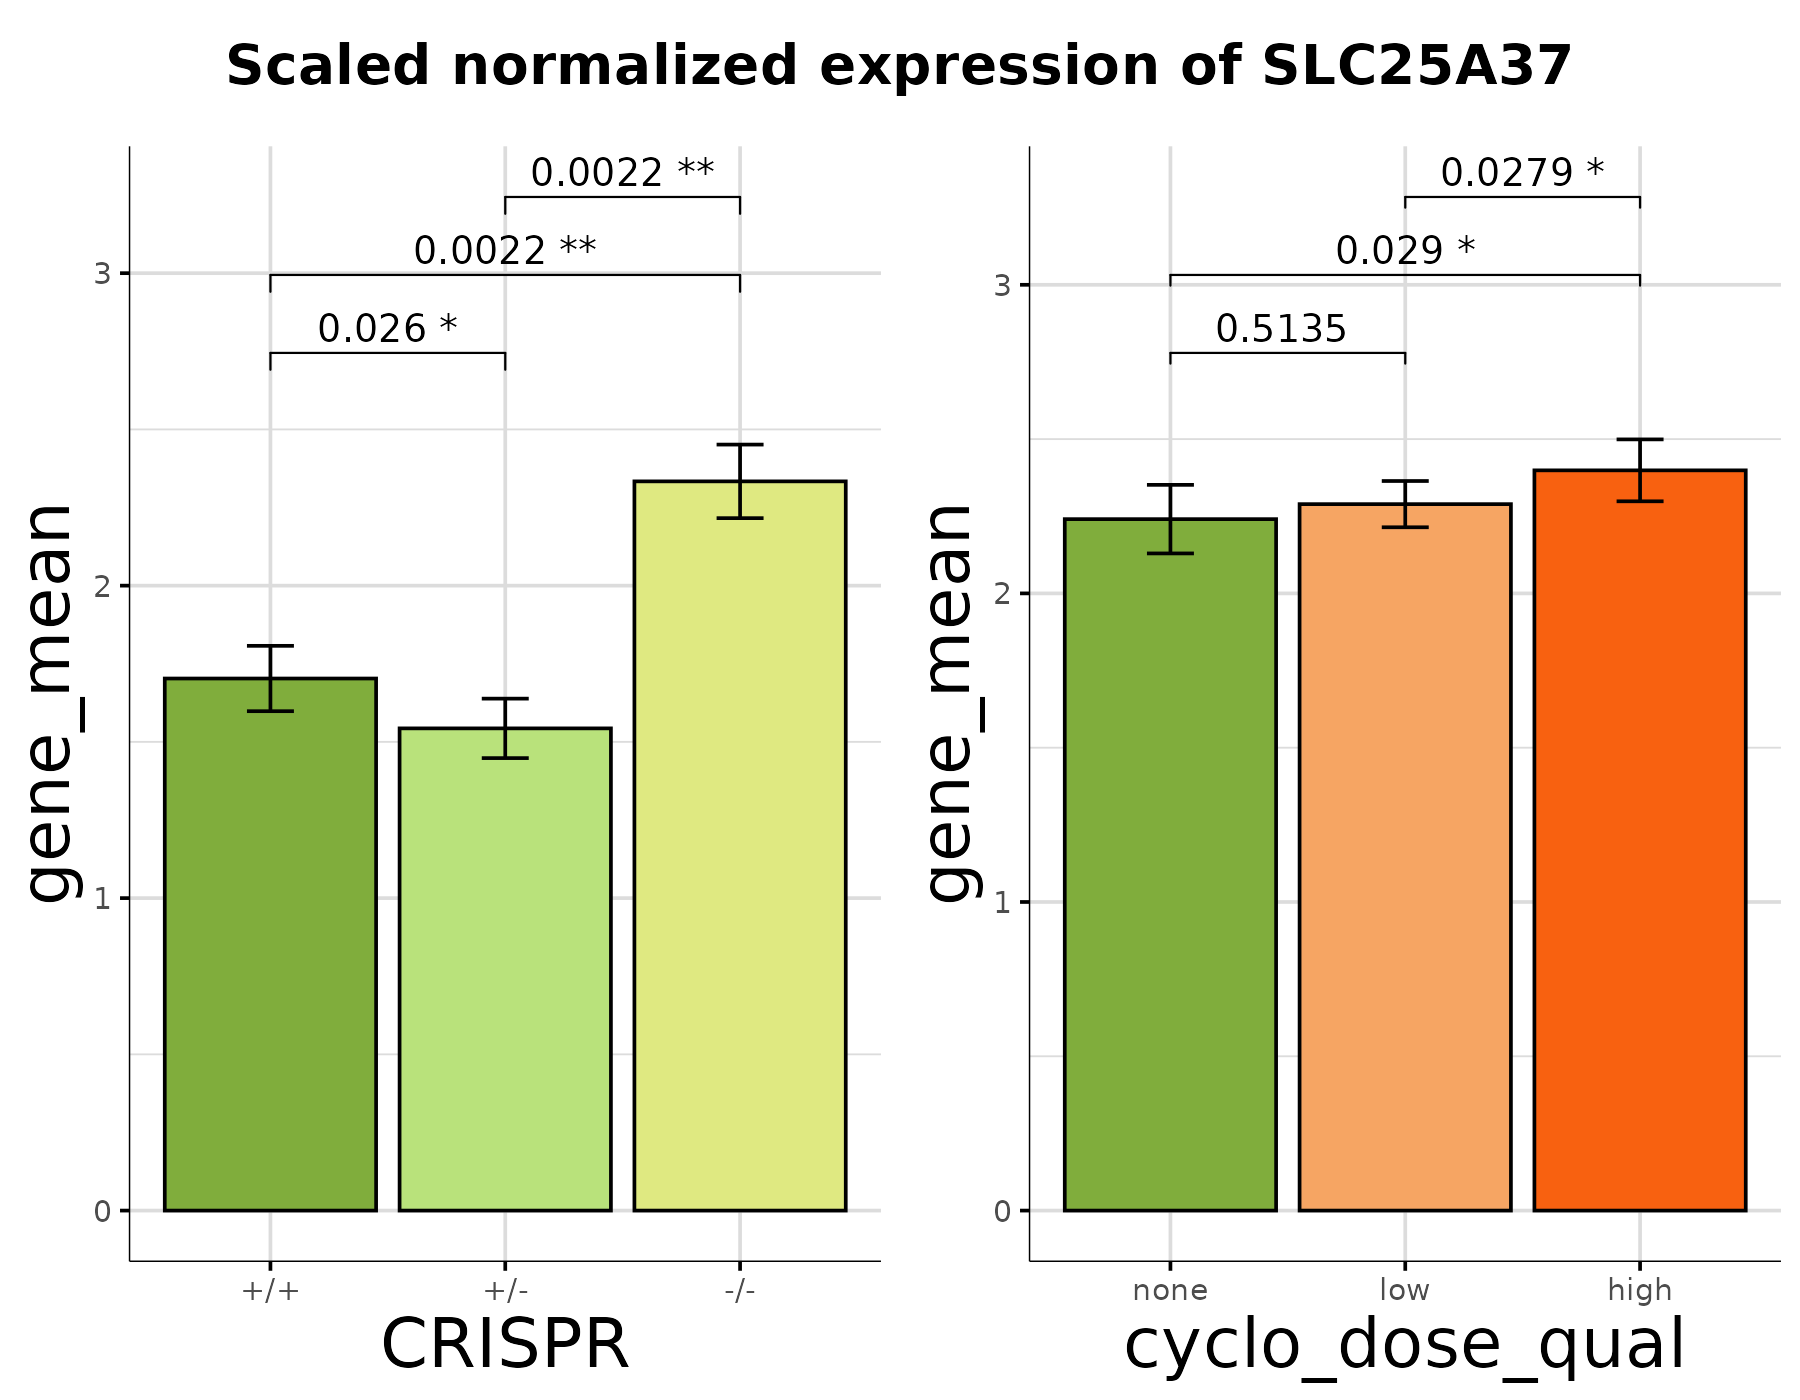 Scaled normalized expression of SLC25A37
gene_mean
3
2
1
0
0.0022 **
0.0022 **
0.026 *
+/+ +/- -/-
CRISPR
gene_mean
3
2
1
0
0.0279 *
0.029 *
0.5135
none low high
cyclo_dose_qual